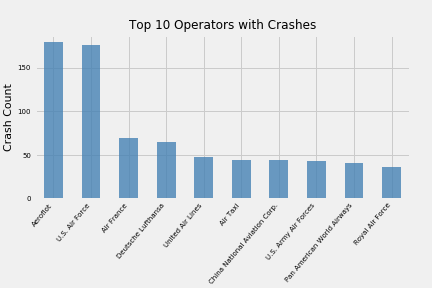 Top 10 Operators with Crashes
Crash Count
150
100
50
0
Aeroflot
U.S. Air Force
Air France
Deutsche Lufthansa
United Air Lines
Air Taxi
China National Aviation Corp.
U.S. Army Air Forces
Pan American World Airways
Royal Air Force